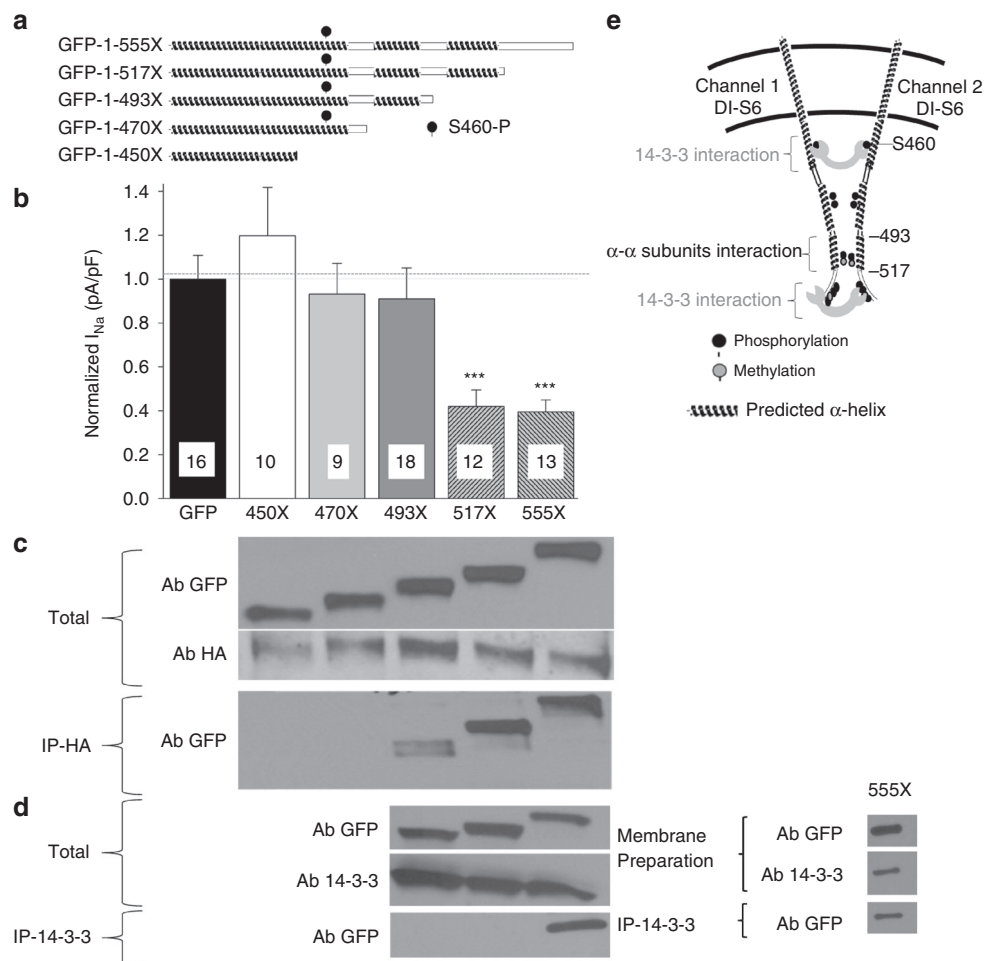 a
GFP-1-555X
GFP-1-517X
GFP-1-493X
GFP-1-470X
GFP-1-450X
S460-P
b
Normalized I_Na (pA/pF)
1.4
1.2
1.0
0.8
0.6
0.4
0.2
0.0
***
***
16
10
9
18
12
13
GFP
450X
470X
493X
517X
555X
c
Total
Ab GFP
Ab HA
IP-HA
Ab GFP
d
Total
Ab GFP
Ab 14-3-3
IP-14-3-3
Ab GFP
Membrane
Preparation
IP-14-3-3
555X
Ab GFP
Ab 14-3-3
Ab GFP
e
Channel 1
DI-S6
Channel 2
DI-S6
14-3-3 interaction
S460
α-α subunits interaction
493
517
14-3-3 interaction
Phosphorylation
Methylation
Predicted α-helix